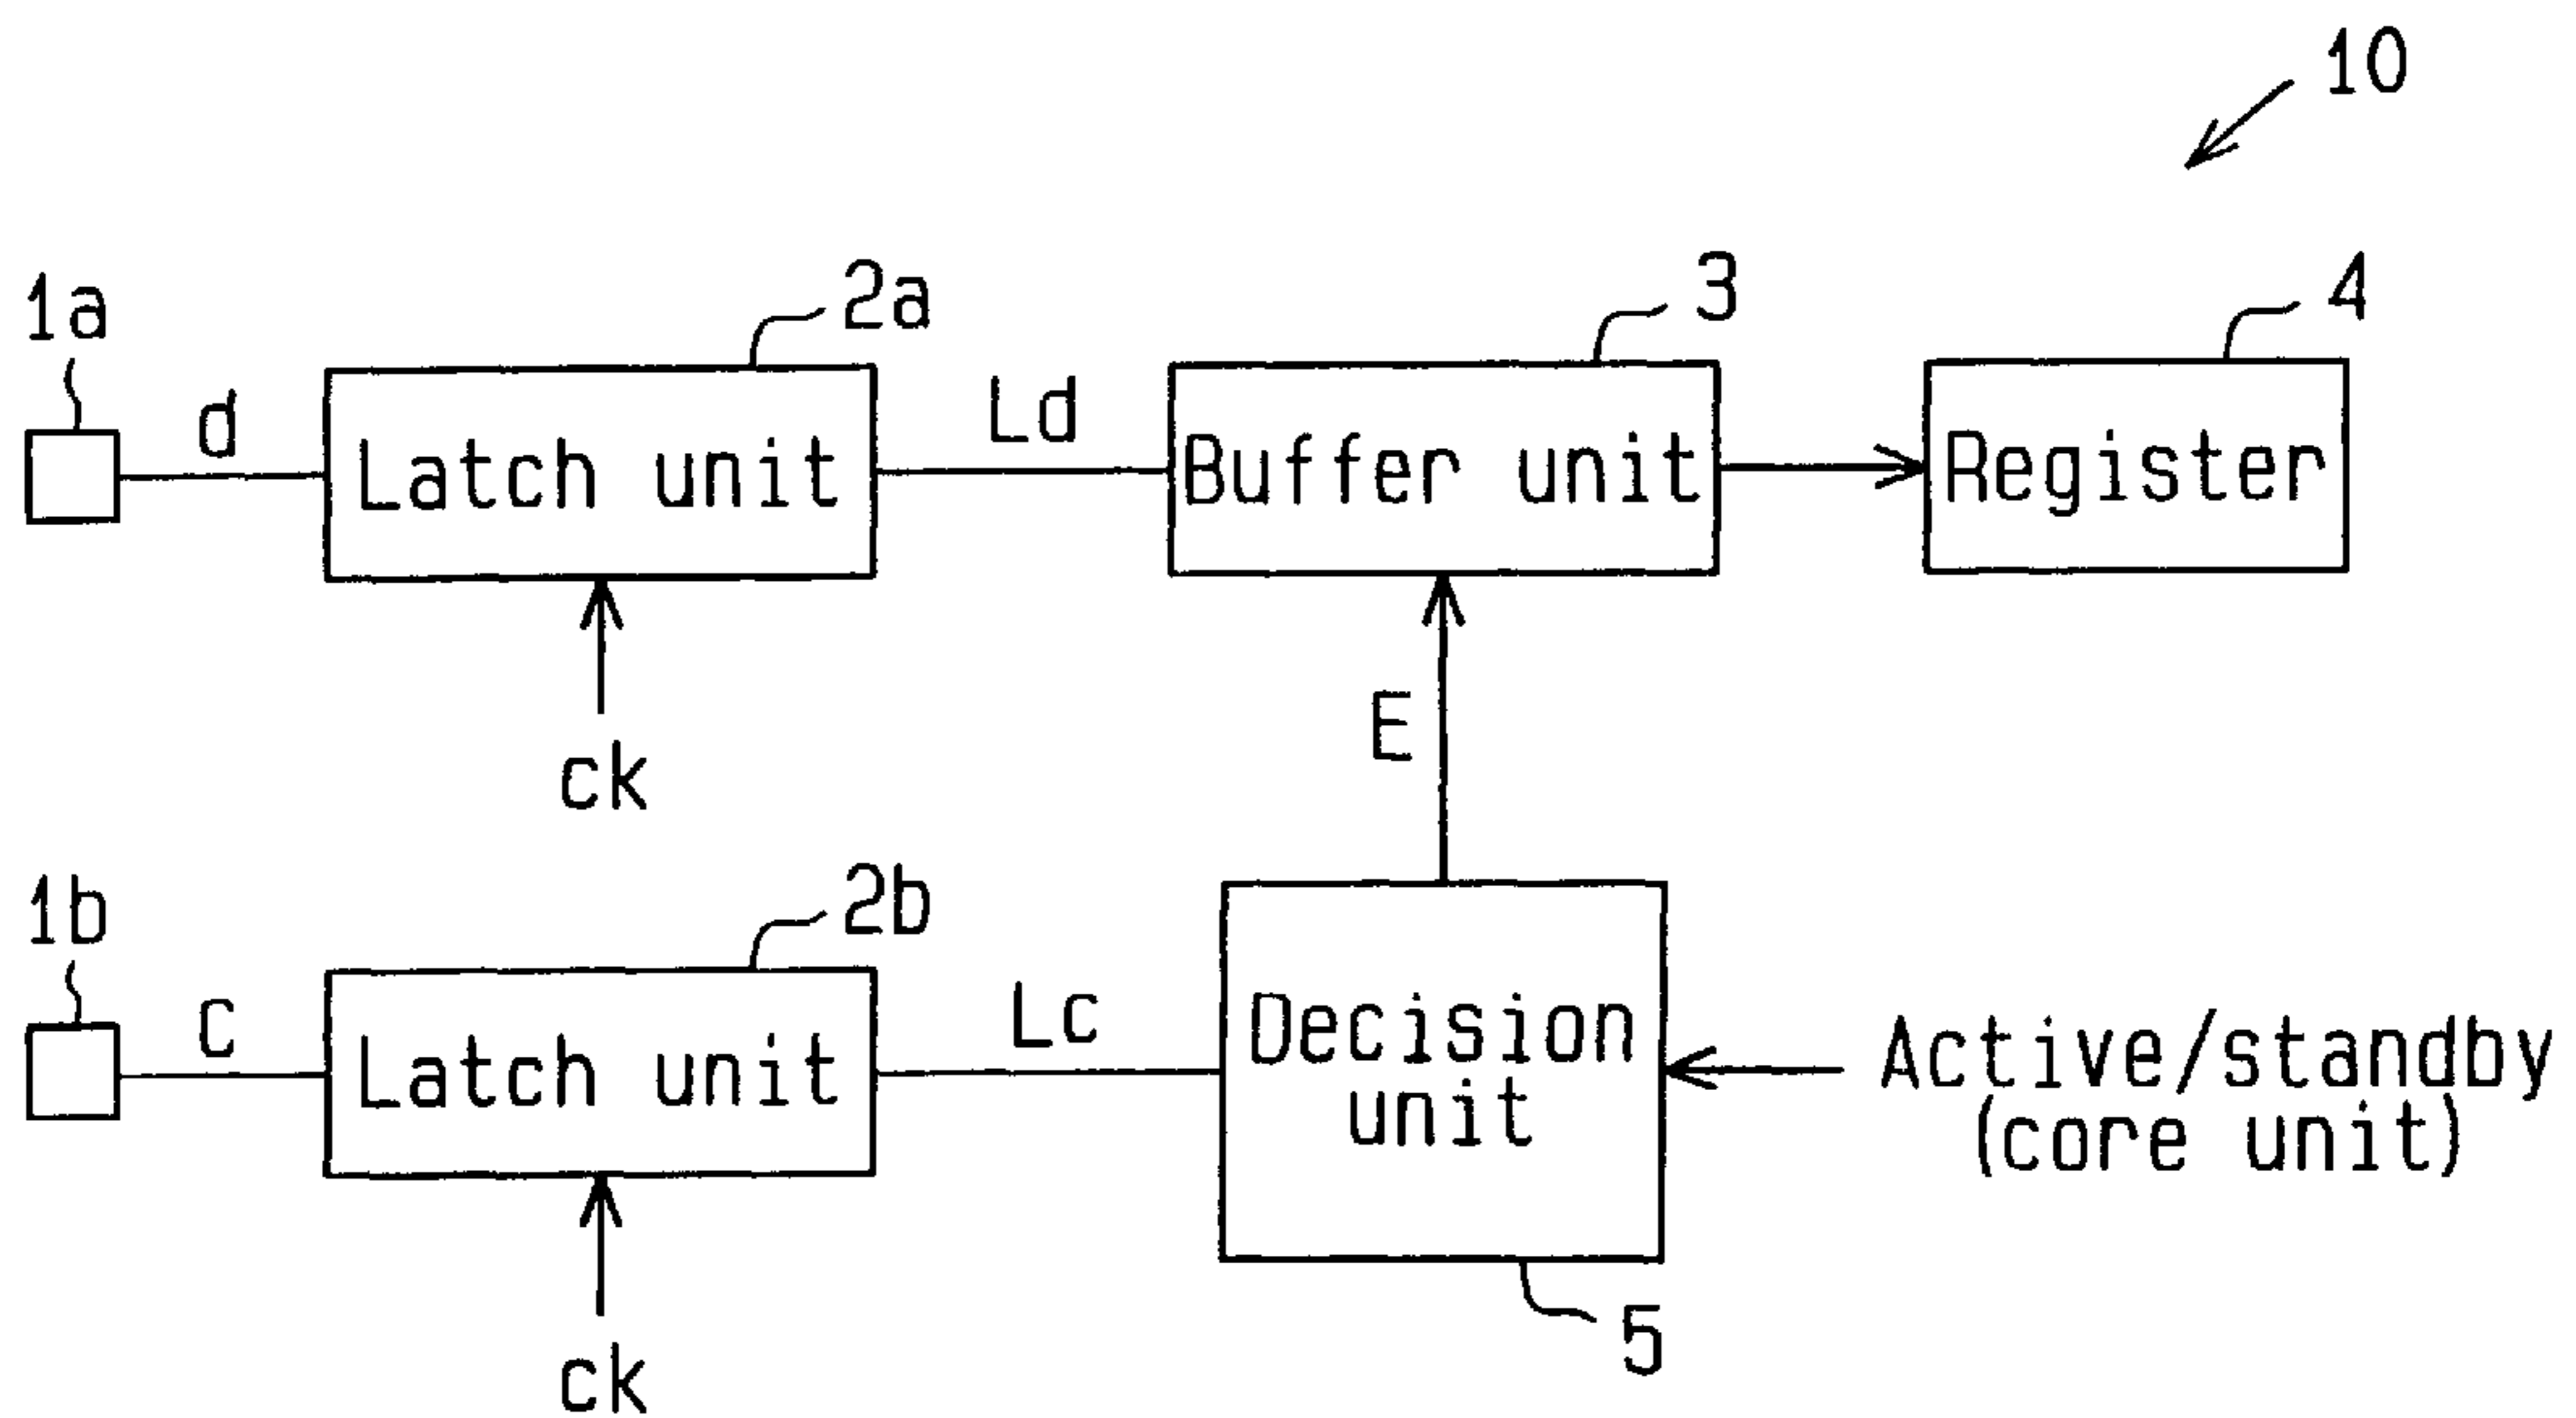 10
1a
d
2a
Latch unit
Ld
3
Buffer unit
4
Register
ck
E
1b
C
2b
Latch unit
Lc
Decision
unit
Active/standby
(core unit)
5
ck